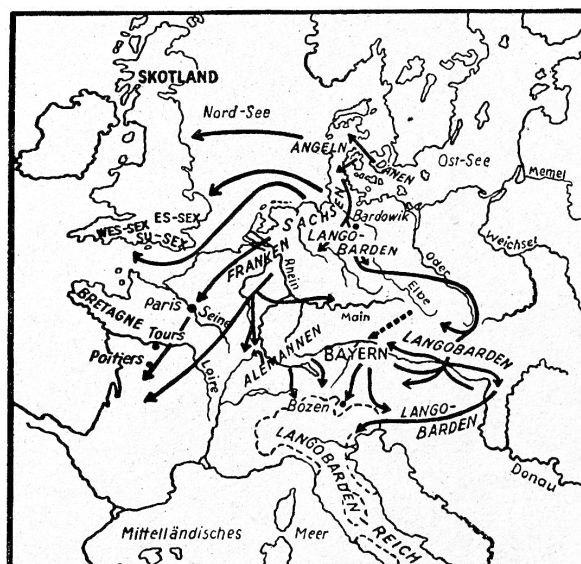 SKOTLAND
Nord-See
ANGELN
DÄNEN
Ost-See
Memel
SACHSEN
Bardowik
WES-SEX
ES-SEX
SU-SEX
LANGO-
BARDEN
Weichsel
Oder
FRANKEN
Rhein
Elbe
BRETAGNE
Paris
Seine
Main
Tours
Poitiers
Loire
ALEMANNEN
BAYERN
LANGOBARDEN
Bozen
LANGO-
BARDEN
LANGOBARDEN
REICH
Donau
Mittelländisches
Meer